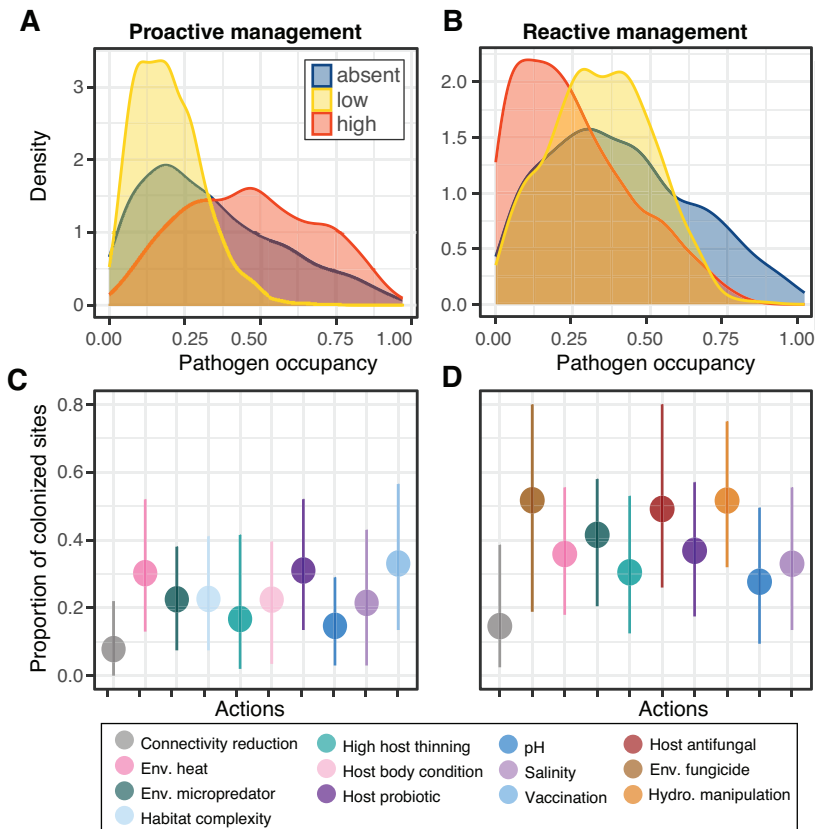 A
Proactive management
B
Reactive management
absent
low
high
Density
3
2
1
0
0.00
0.25
0.50
0.75
1.00
Pathogen occupancy
2.0
1.5
1.0
0.5
0.0
0.00
0.25
0.50
0.75
1.00
Pathogen occupancy
C
D
Proportion of colonized sites
0.8
0.6
0.4
0.2
0.0
Actions
Actions
Connectivity reduction
Env. heat
Env. micropredator
Habitat complexity
High host thinning
Host body condition
Host probiotic
pH
Salinity
Vaccination
Host antifungal
Env. fungicide
Hydro. manipulation